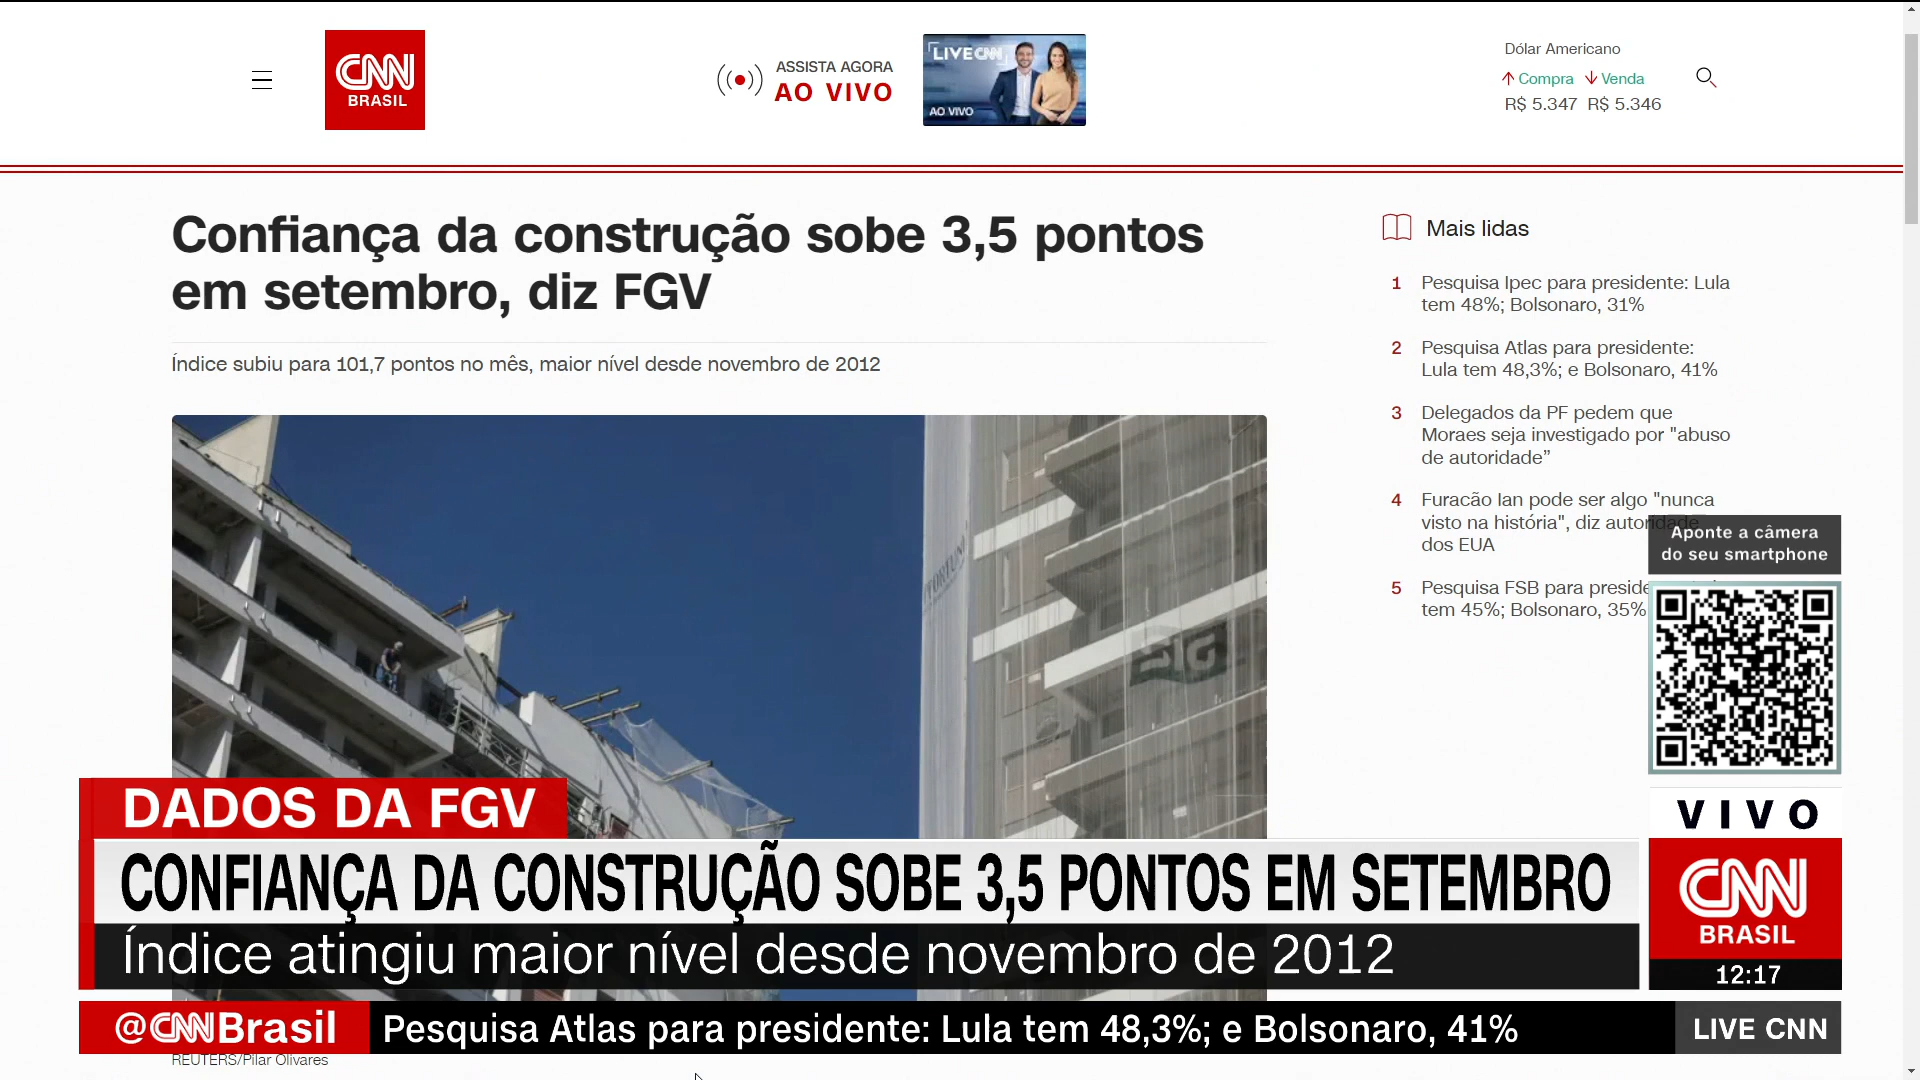 CNN
BRASIL
ASSISTA AGORA
AO VIVO
LIVE CNN
AO VIVO
Dólar Americano
Compra Venda
R$ 5.347 R$ 5.346
Confiança da construção sobe 3,5 pontos
em setembro, diz FGV
Índice subiu para 101,7 pontos no mês, maior nível desde novembro de 2012
Mais lidas
1 Pesquisa Ipec para presidente: Lula
tem 48%; Bolsonaro, 31%
2 Pesquisa Atlas para presidente:
Lula tem 48,3%; e Bolsonaro, 41%
3 Delegados da PF pedem que
Moraes seja investigado por "abuso
de autoridade”
4 Furacão Ian pode ser algo "nunca
visto na história", diz autoridade
dos EUA
5 Pesquisa FSB para
tem 45%; Bolsonaro, 35%
Aponte a câmera
do seu smartphone
DADOS DA FGV
CONFIANÇA DA CONSTRUÇÃO SOBE 3,5 PONTOS EM SETEMBRO
Índice atingiu maior nível desde novembro de 2012
VIVO
CNN
BRASIL
12:17
@CNNBrasil
Pesquisa Atlas para presidente: Lula tem 48,3%; e Bolsonaro, 41%
LIVE CNN
REUTERS/Pilar Olivares